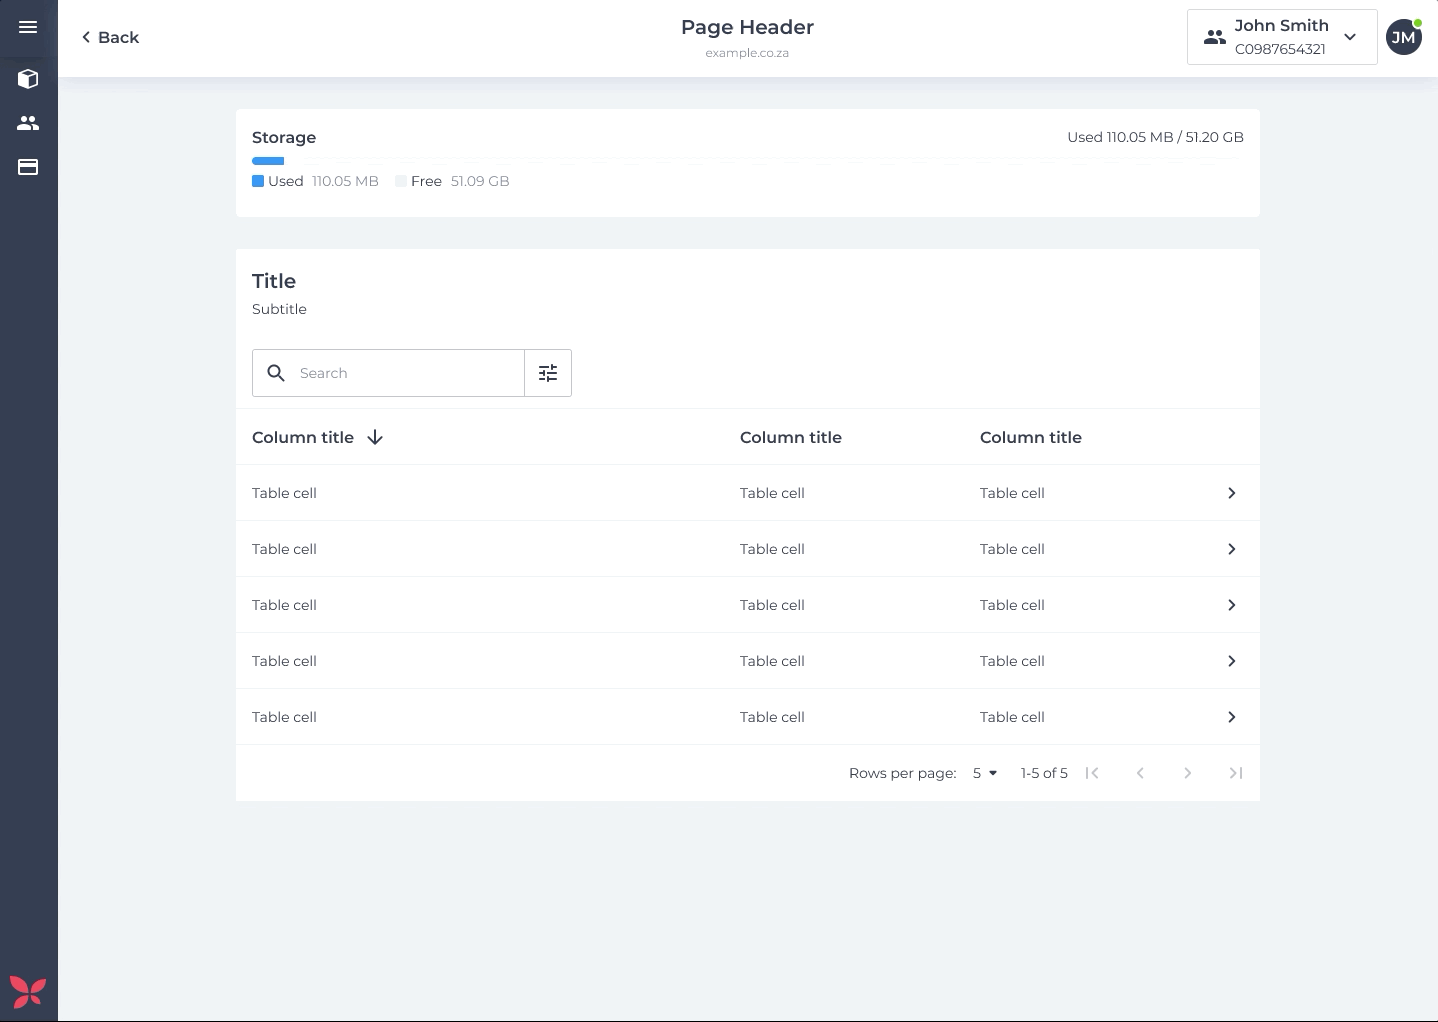 Back
Page Header
example.co.za
John Smith
C0987654321
JM
Storage
Used 110.05 MB / 51.20 GB
Used 110.05 MB Free 51.09 GB
Title
Subtitle
Search
Column title Column title Column title
Table cell Table cell Table cell
Table cell Table cell Table cell
Table cell Table cell Table cell
Table cell Table cell Table cell
Table cell Table cell Table cell
Rows per page: 5 1-5 of 5